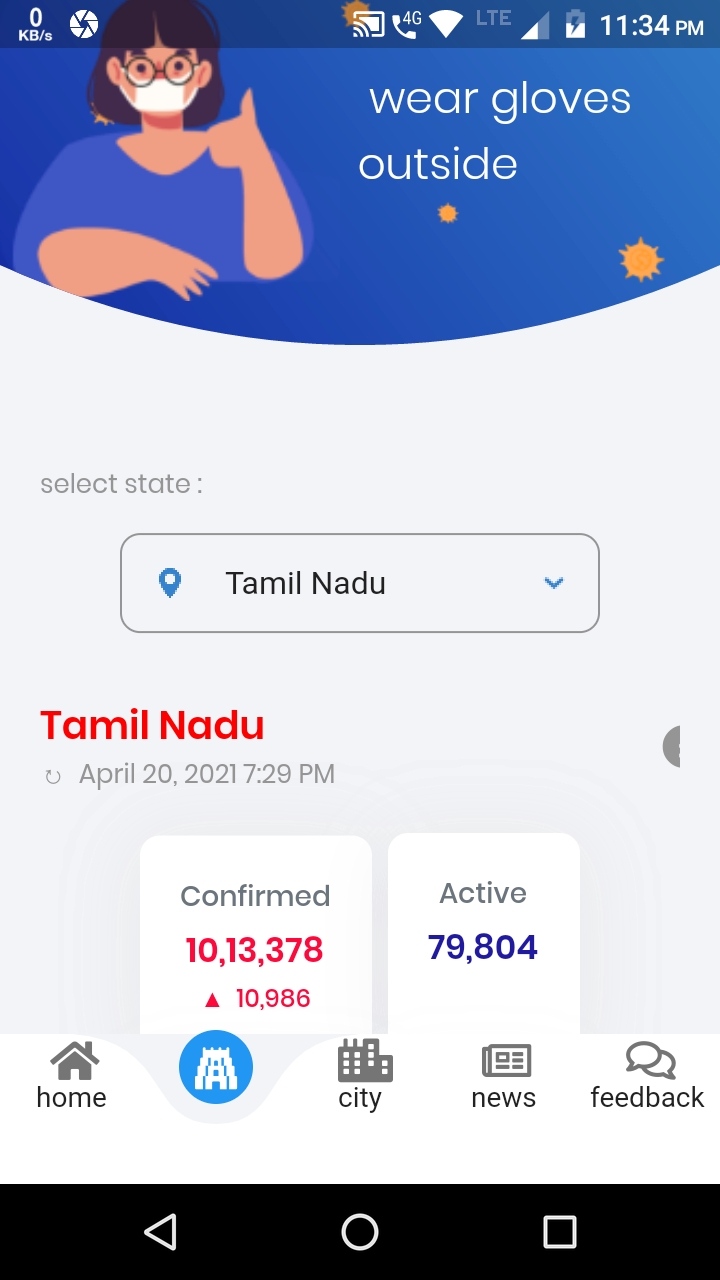 0
KB/s
4G
LTE
11:34 PM
wear gloves
outside
select state :
Tamil Nadu
Tamil Nadu
↻ April 20, 2021 7:29 PM
Confirmed
Active
10,13,378
79,804
▲ 10,986
home
city
news
feedback